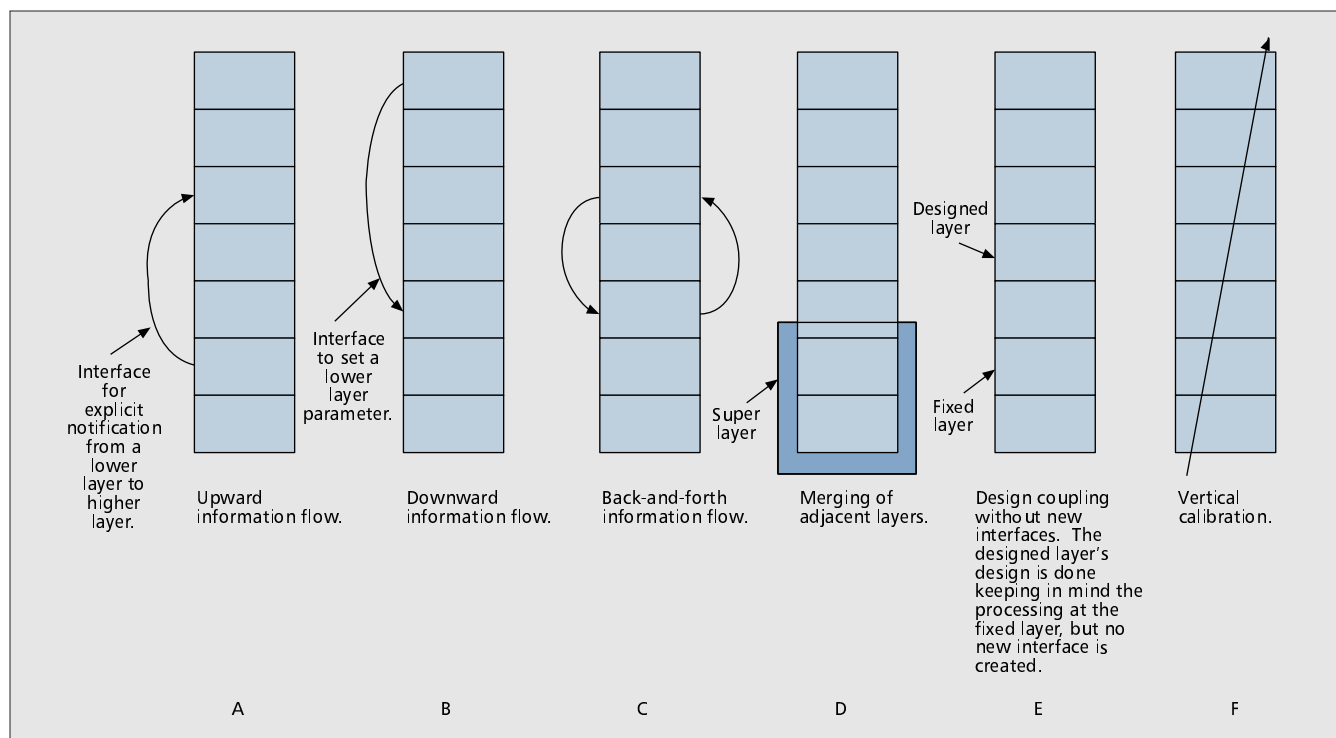 Interface
for
explicit
notification
from a
lower
layer to
higher
layer.
Upward
information flow.
A
Interface
to set a
lower
layer
parameter.
Downward
information flow.
B
Back-and-forth
information flow.
C
Super
layer
Merging of
adjacent layers.
D
Designed
layer
Fixed
layer
Design coupling
without new
interfaces. The
designed layer's
design is done
keeping in mind the
processing at the
fixed layer, but no
new interface is
created.
E
Vertical
calibration.
F